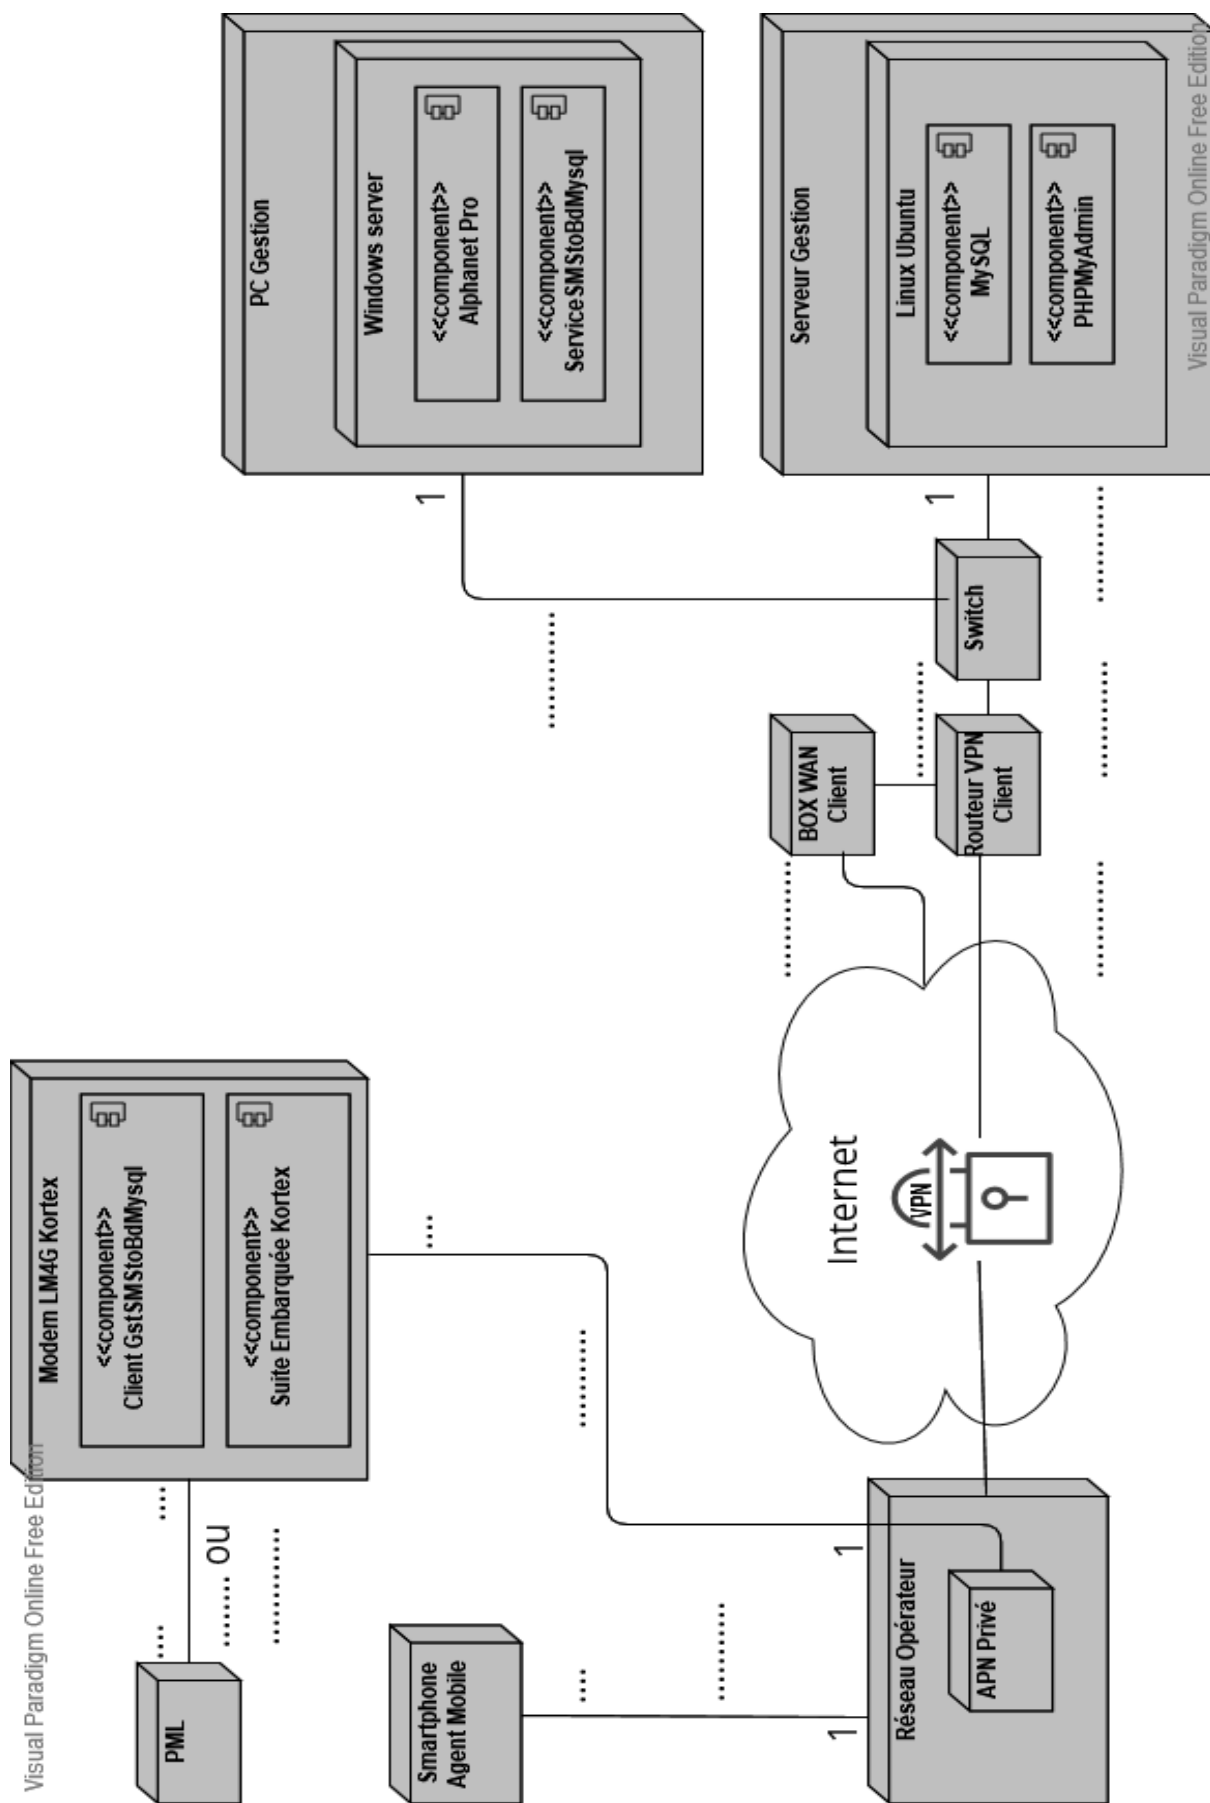 Visual Paradigm Online Free Edition
PML
..... ....
........ ou
............
Modem LM4G Kortex
<<component>>
Client GstSMStoBdMysql
<<component>>
Suite Embarquée Kortex
....
..........
Smartphone
Agent Mobile
....
..........
1
1
Réseau Opérateur
APN Privé
Internet
VPN
BOX WAN
Client
Routeur VPN
Client
Switch
............
............
............
............
............
............
1
PC Gestion
Windows server
<<component>>
Alphanet Pro
<<component>>
ServiceSMStoBdMysql
1
Serveur Gestion
Linux Ubuntu
<<component>>
MySQL
<<component>>
PHPMyAdmin
Visual Paradigm Online Free Edition